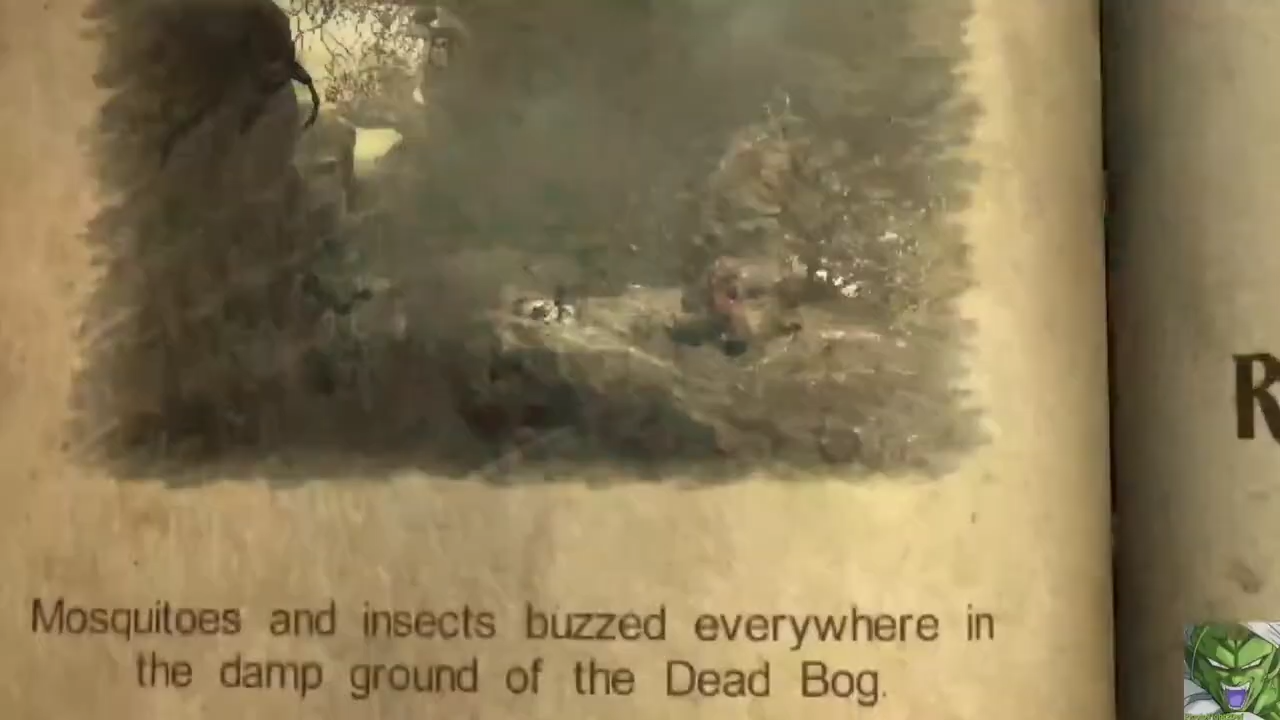 Mosquitoes and insects buzzed everywhere in
the damp ground of the Dead Bog.
R